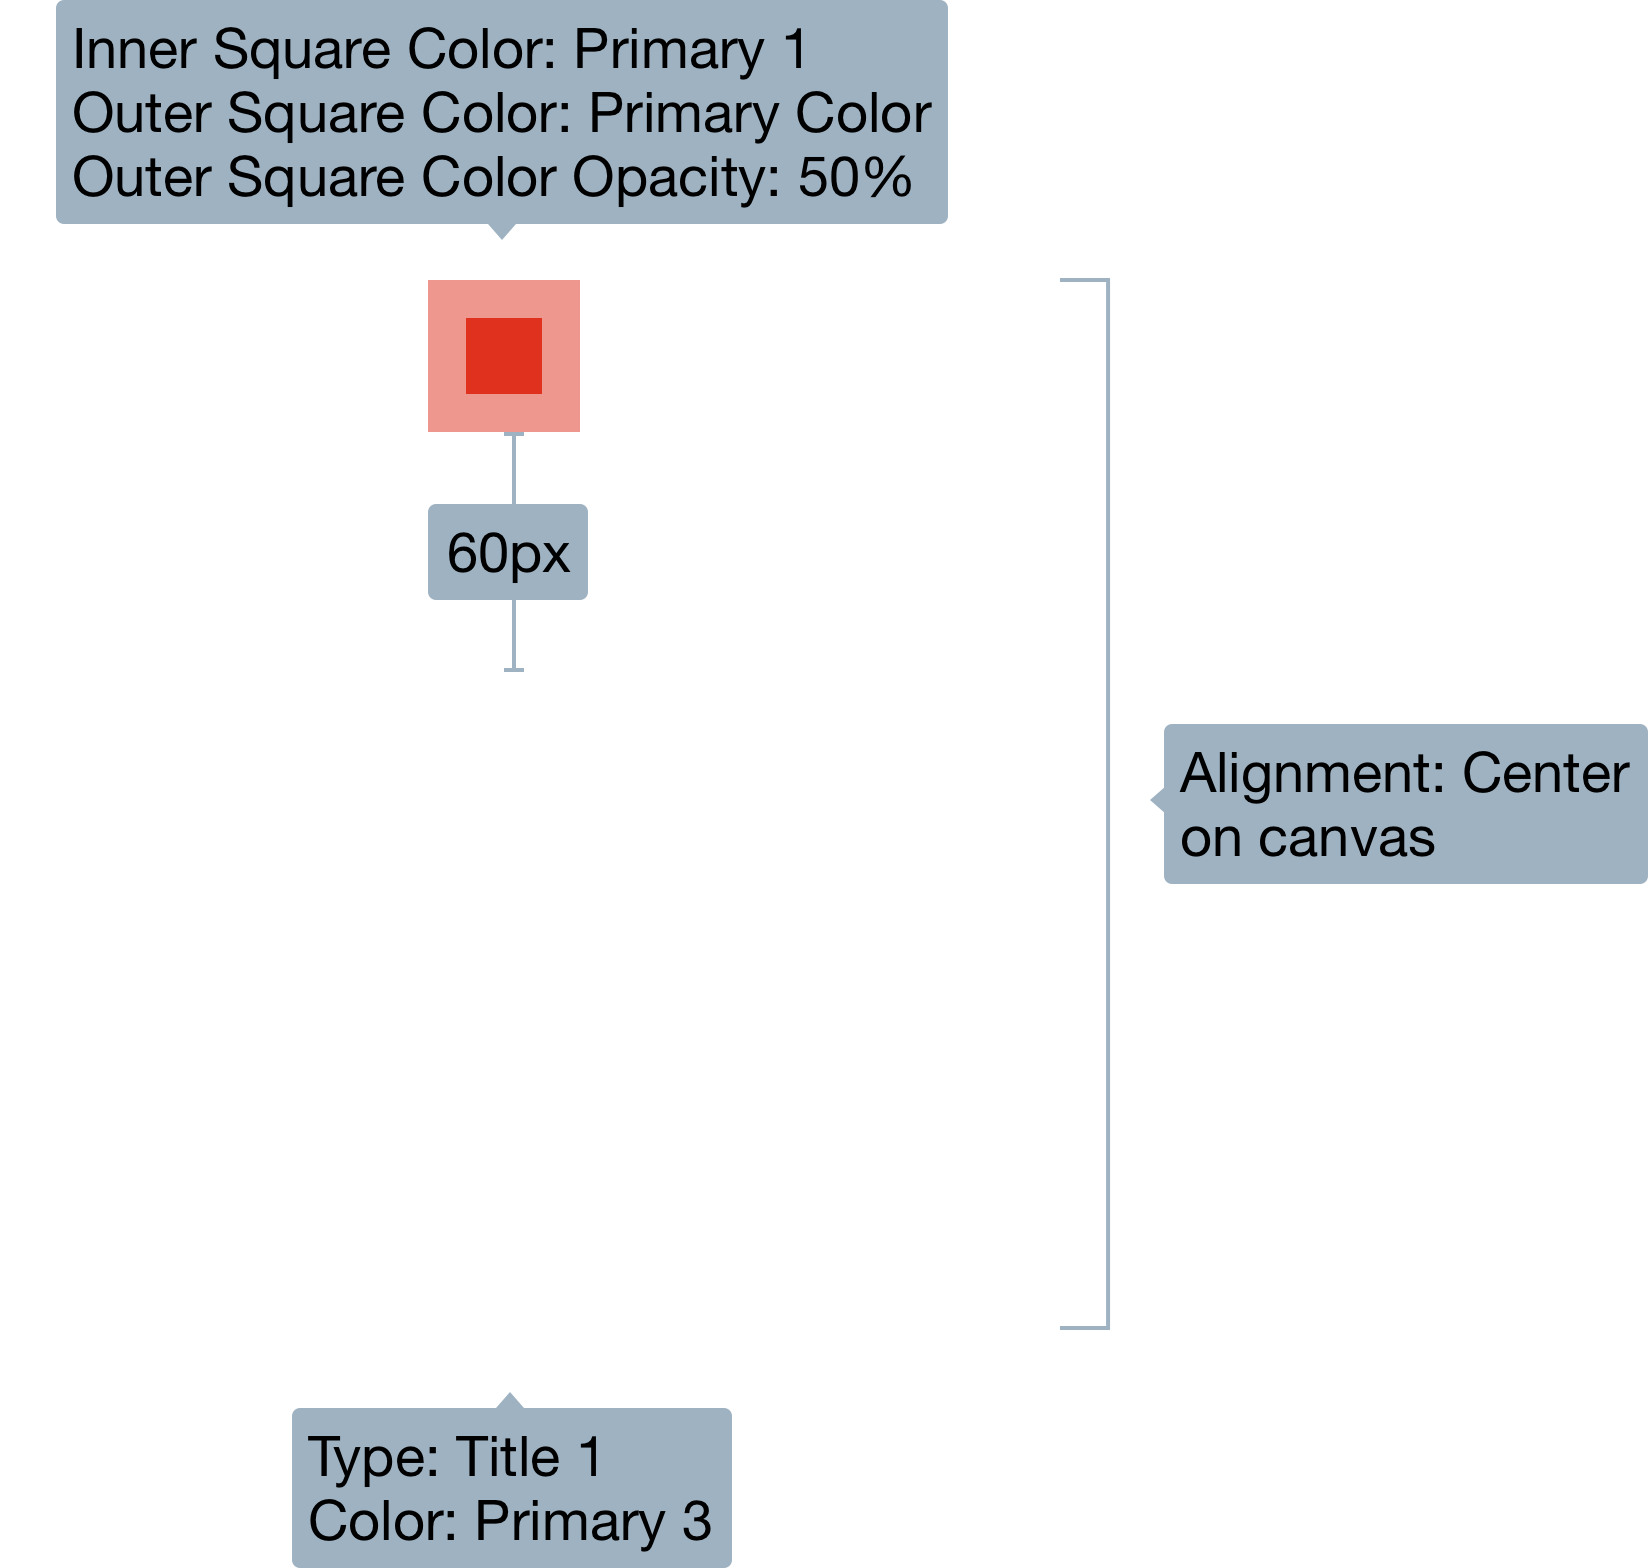 Inner Square Color: Primary 1
Outer Square Color: Primary Color
Outer Square Color Opacity: 50%
60px
Alignment: Center
on canvas
Type: Title 1
Color: Primary 3